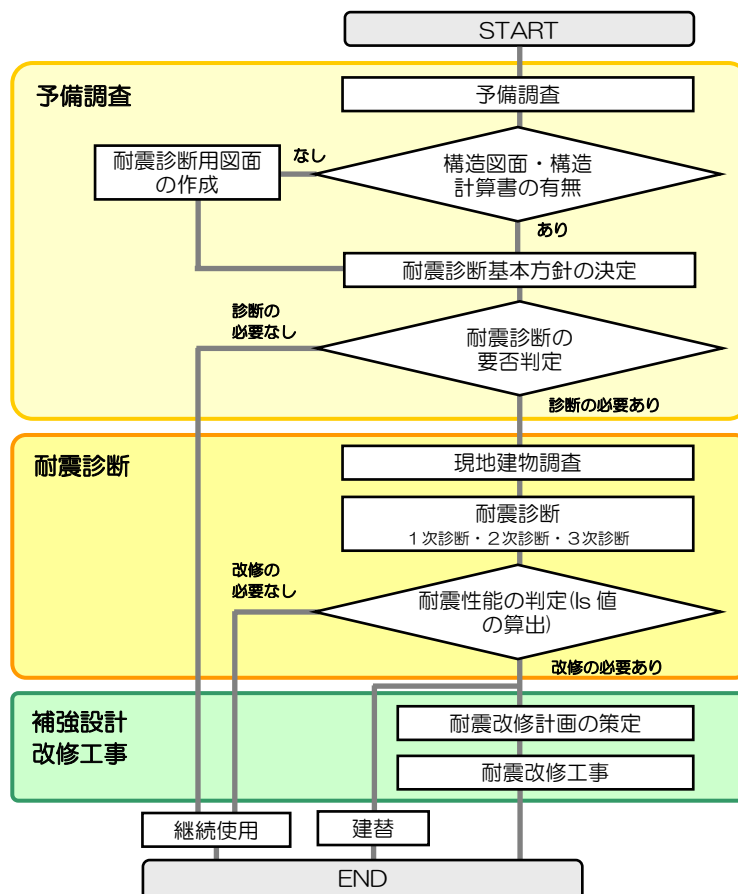 START
予備調査
予備調査
なし
耐震診断用図面
の作成
構造図面・構造
計算書の有無
あり
耐震診断基本方針の決定
診断の
必要なし
耐震診断の
要否判定
診断の必要あり
耐震診断
現地建物調査
耐震診断
1次診断・2次診断・3次診断
改修の
必要なし
耐震性能の判定(Is 値
の算出)
改修の必要あり
補強設計
改修工事
耐震改修計画の策定
耐震改修工事
継続使用
建替
END